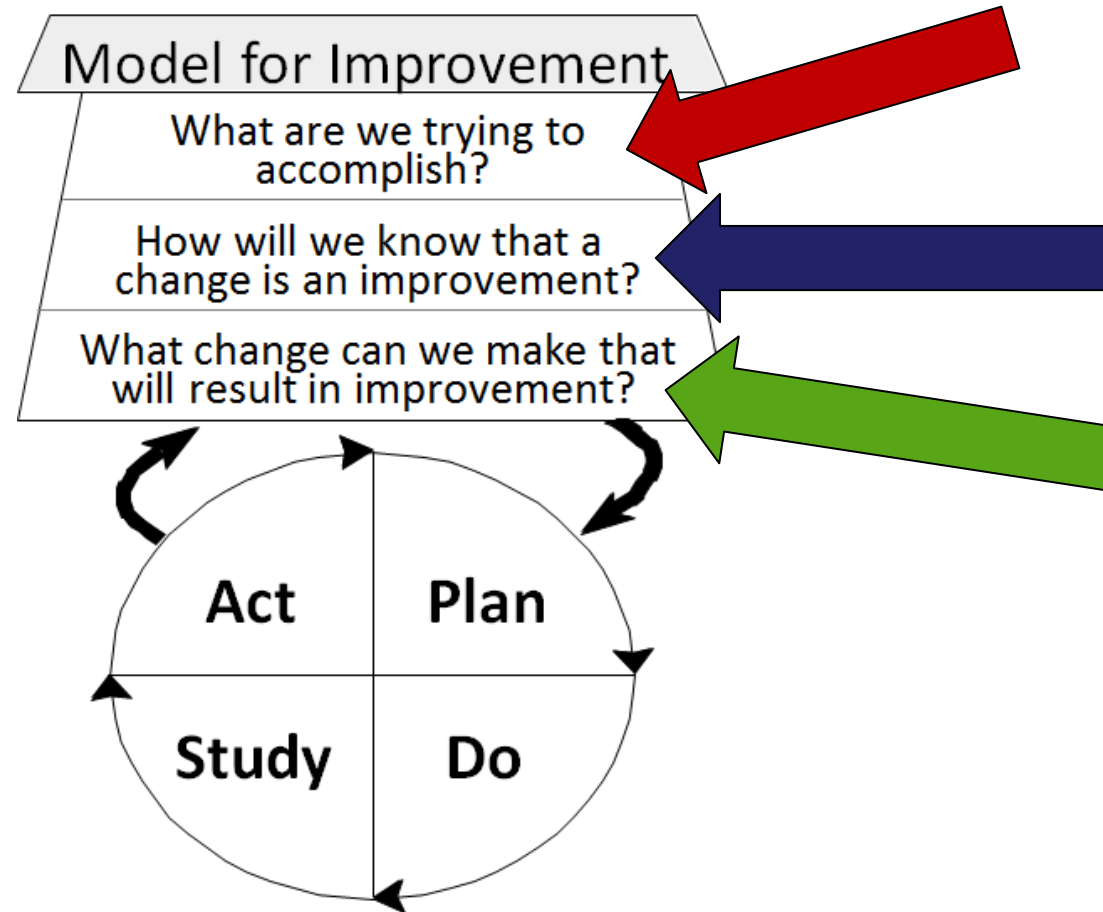 Model for Improvement
What are we trying to
accomplish?
How will we know that a
change is an improvement?
What change can we make that
will result in improvement?
Act
Plan
Study
Do